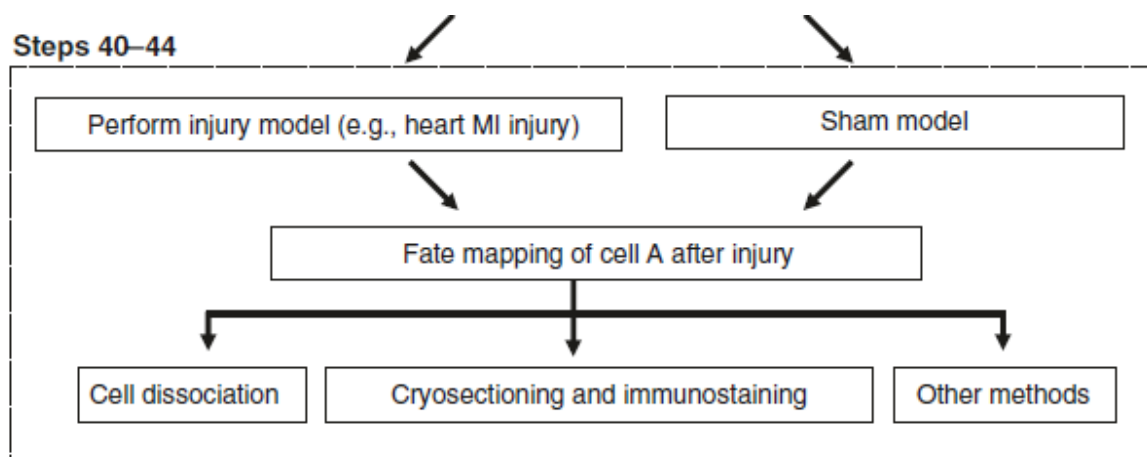 Steps 40–44
Perform injury model (e.g., heart MI injury)
Sham model
Fate mapping of cell A after injury
Cell dissociation
Cryosectioning and immunostaining
Other methods